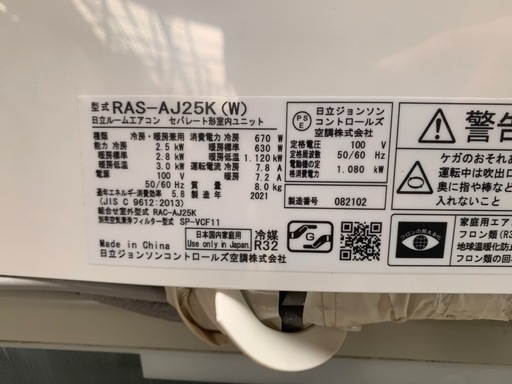 型式 RAS-AJ25K (W)
日立ルームエアコン セパレート形室内ユニット
種類 冷房・暖房兼用 消費電力 冷房 670 W
冷房 2.5 kW 暖房標準 630 W
暖房標準 2.8 kW 暖房低温 1.120 kW
暖房低温 3.0 kW 運転電流 冷房 7.8 A
電源 100 V 暖房 7.2 A
50/60 Hz 質量 8.0 kg
通年エネルギー消費効率 5.8 2021
(JIS C 9612:2013)
組合せ室外型式 RAC-AJ25K
別売空気清浄フィルター型式 SP-VCF11
Made in China
日本国内家庭用
Use only in Japan.
冷媒
R32
日立ジョンソンコントロールズ空調(株)
PS
E
日立ジョンソン
コントロールズ
空調株式会社
定格電圧 100 V
定格周波数 50/60 Hz
電動機の
定格消費電力 1.080 kW
製造番号 082102
G
警告
ケガのおそれあ
運転中は吹出口
奥に指や棒など
入れないこと
フロンの見える化
家庭用エア
フロン類(R3
地球温暖化防止
フロン類の回